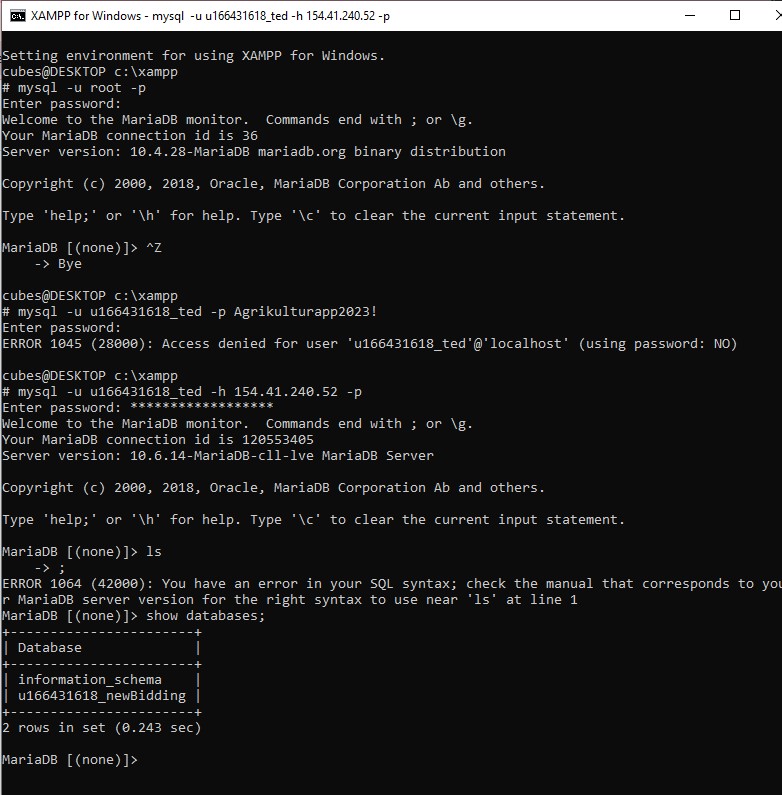 XAMPP for Windows - mysql -u u166431618_ted -h 154.41.240.52 -p
Setting environment for using XAMPP for Windows.
cubes@DESKTOP c:\xampp
# mysql -u root -p
Enter password:
Welcome to the MariaDB monitor.  Commands end with ; or \g.
Your MariaDB connection id is 36
Server version: 10.4.28-MariaDB mariadb.org binary distribution

Copyright (c) 2000, 2018, Oracle, MariaDB Corporation Ab and others.

Type 'help;' or '\h' for help. Type '\c' to clear the current input statement.

MariaDB [(none)]> ^Z
    -> Bye

cubes@DESKTOP c:\xampp
# mysql -u u166431618_ted -p Agrikulturapp2023!
Enter password:
ERROR 1045 (28000): Access denied for user 'u166431618_ted'@'localhost' (using password: NO)

cubes@DESKTOP c:\xampp
# mysql -u u166431618_ted -h 154.41.240.52 -p
Enter password: ******************
Welcome to the MariaDB monitor.  Commands end with ; or \g.
Your MariaDB connection id is 120553405
Server version: 10.6.14-MariaDB-cll-lve MariaDB Server

Copyright (c) 2000, 2018, Oracle, MariaDB Corporation Ab and others.

Type 'help;' or '\h' for help. Type '\c' to clear the current input statement.

MariaDB [(none)]> ls
    -> ;
ERROR 1064 (42000): You have an error in your SQL syntax; check the manual that corresponds to you
r MariaDB server version for the right syntax to use near 'ls' at line 1
MariaDB [(none)]> show databases;
+-----------------------+
| Database              |
+-----------------------+
| information_schema    |
| u166431618_newBidding |
+-----------------------+
2 rows in set (0.243 sec)

MariaDB [(none)]>